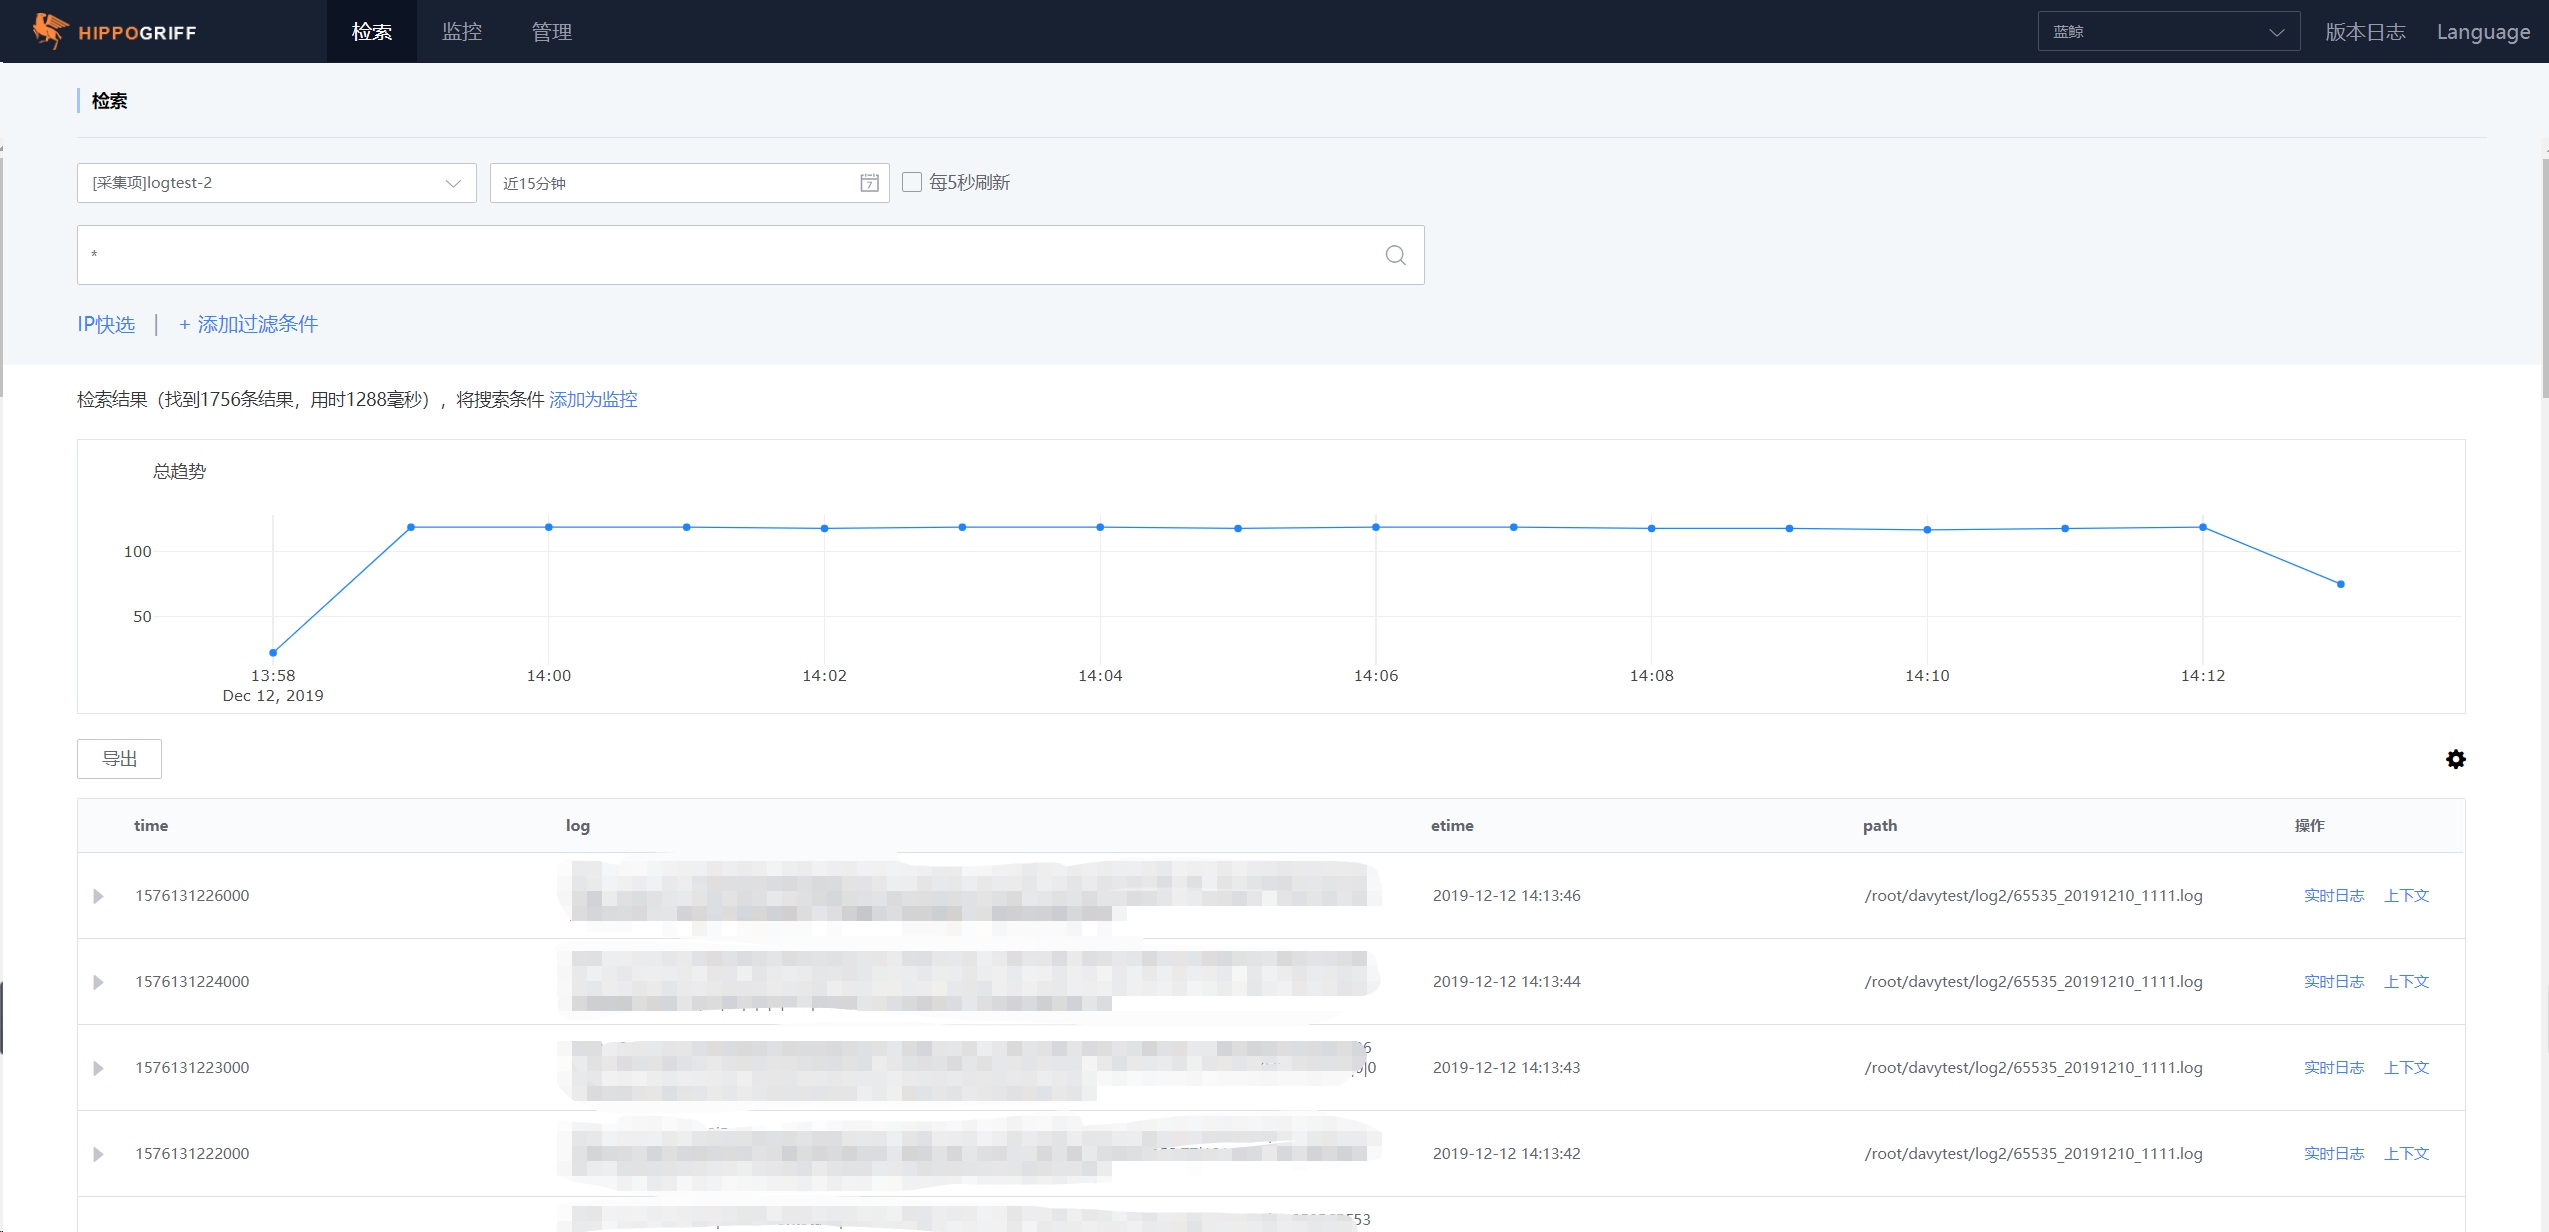 HIPPOGRIFF 检索 监控 管理 蓝鲸 版本日志 Language
检索
[采集项]logtest-2 近15分钟 每5秒刷新
*
IP快选 | + 添加过滤条件
检索结果（找到1756条结果，用时1288毫秒），将搜索条件 添加为监控
总趋势
100
50
13:58 14:00 14:02 14:04 14:06 14:08 14:10 14:12
Dec 12, 2019
导出
time log etime path 操作
1576131226000 2019-12-12 14:13:46 /root/davytest/log2/65535_20191210_1111.log 实时日志 上下文
1576131224000 2019-12-12 14:13:44 /root/davytest/log2/65535_20191210_1111.log 实时日志 上下文
1576131223000 2019-12-12 14:13:43 /root/davytest/log2/65535_20191210_1111.log 实时日志 上下文
1576131222000 2019-12-12 14:13:42 /root/davytest/log2/65535_20191210_1111.log 实时日志 上下文